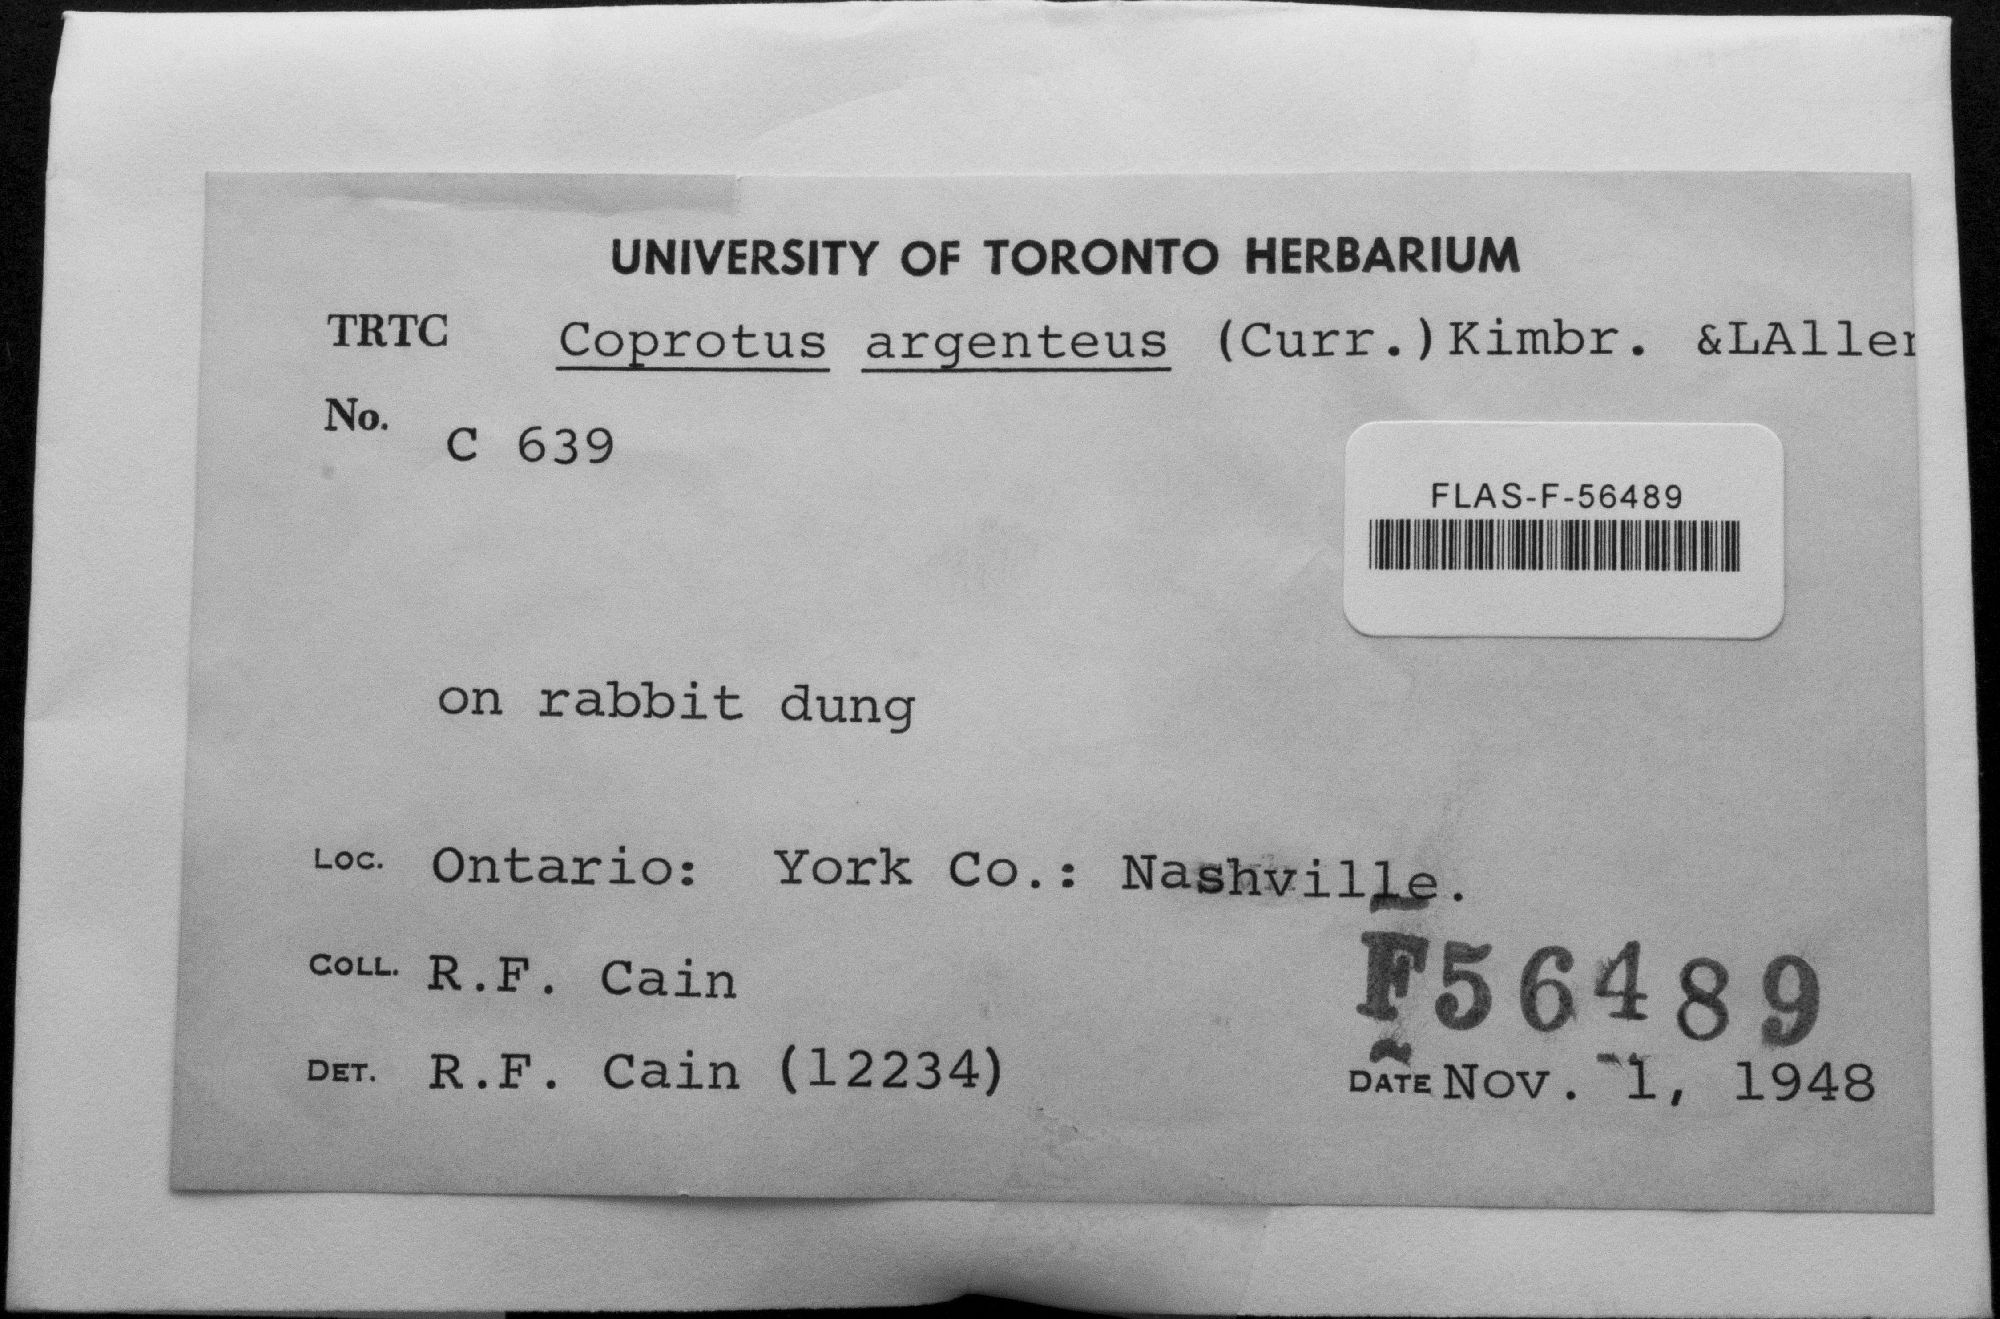 UNIVERSITY OF TORONTO HERBARIUM
TRTC Coprotus argenteus (Curr.) Kimbr. &LAller
No. C 639
FLAS-F-56489
on rabbit dung
LOC. Ontario: York Co.: Nashville.
COLL. R.F. Cain
F56489
DET. R.F. Cain (12234)
DATE Nov. 1, 1948